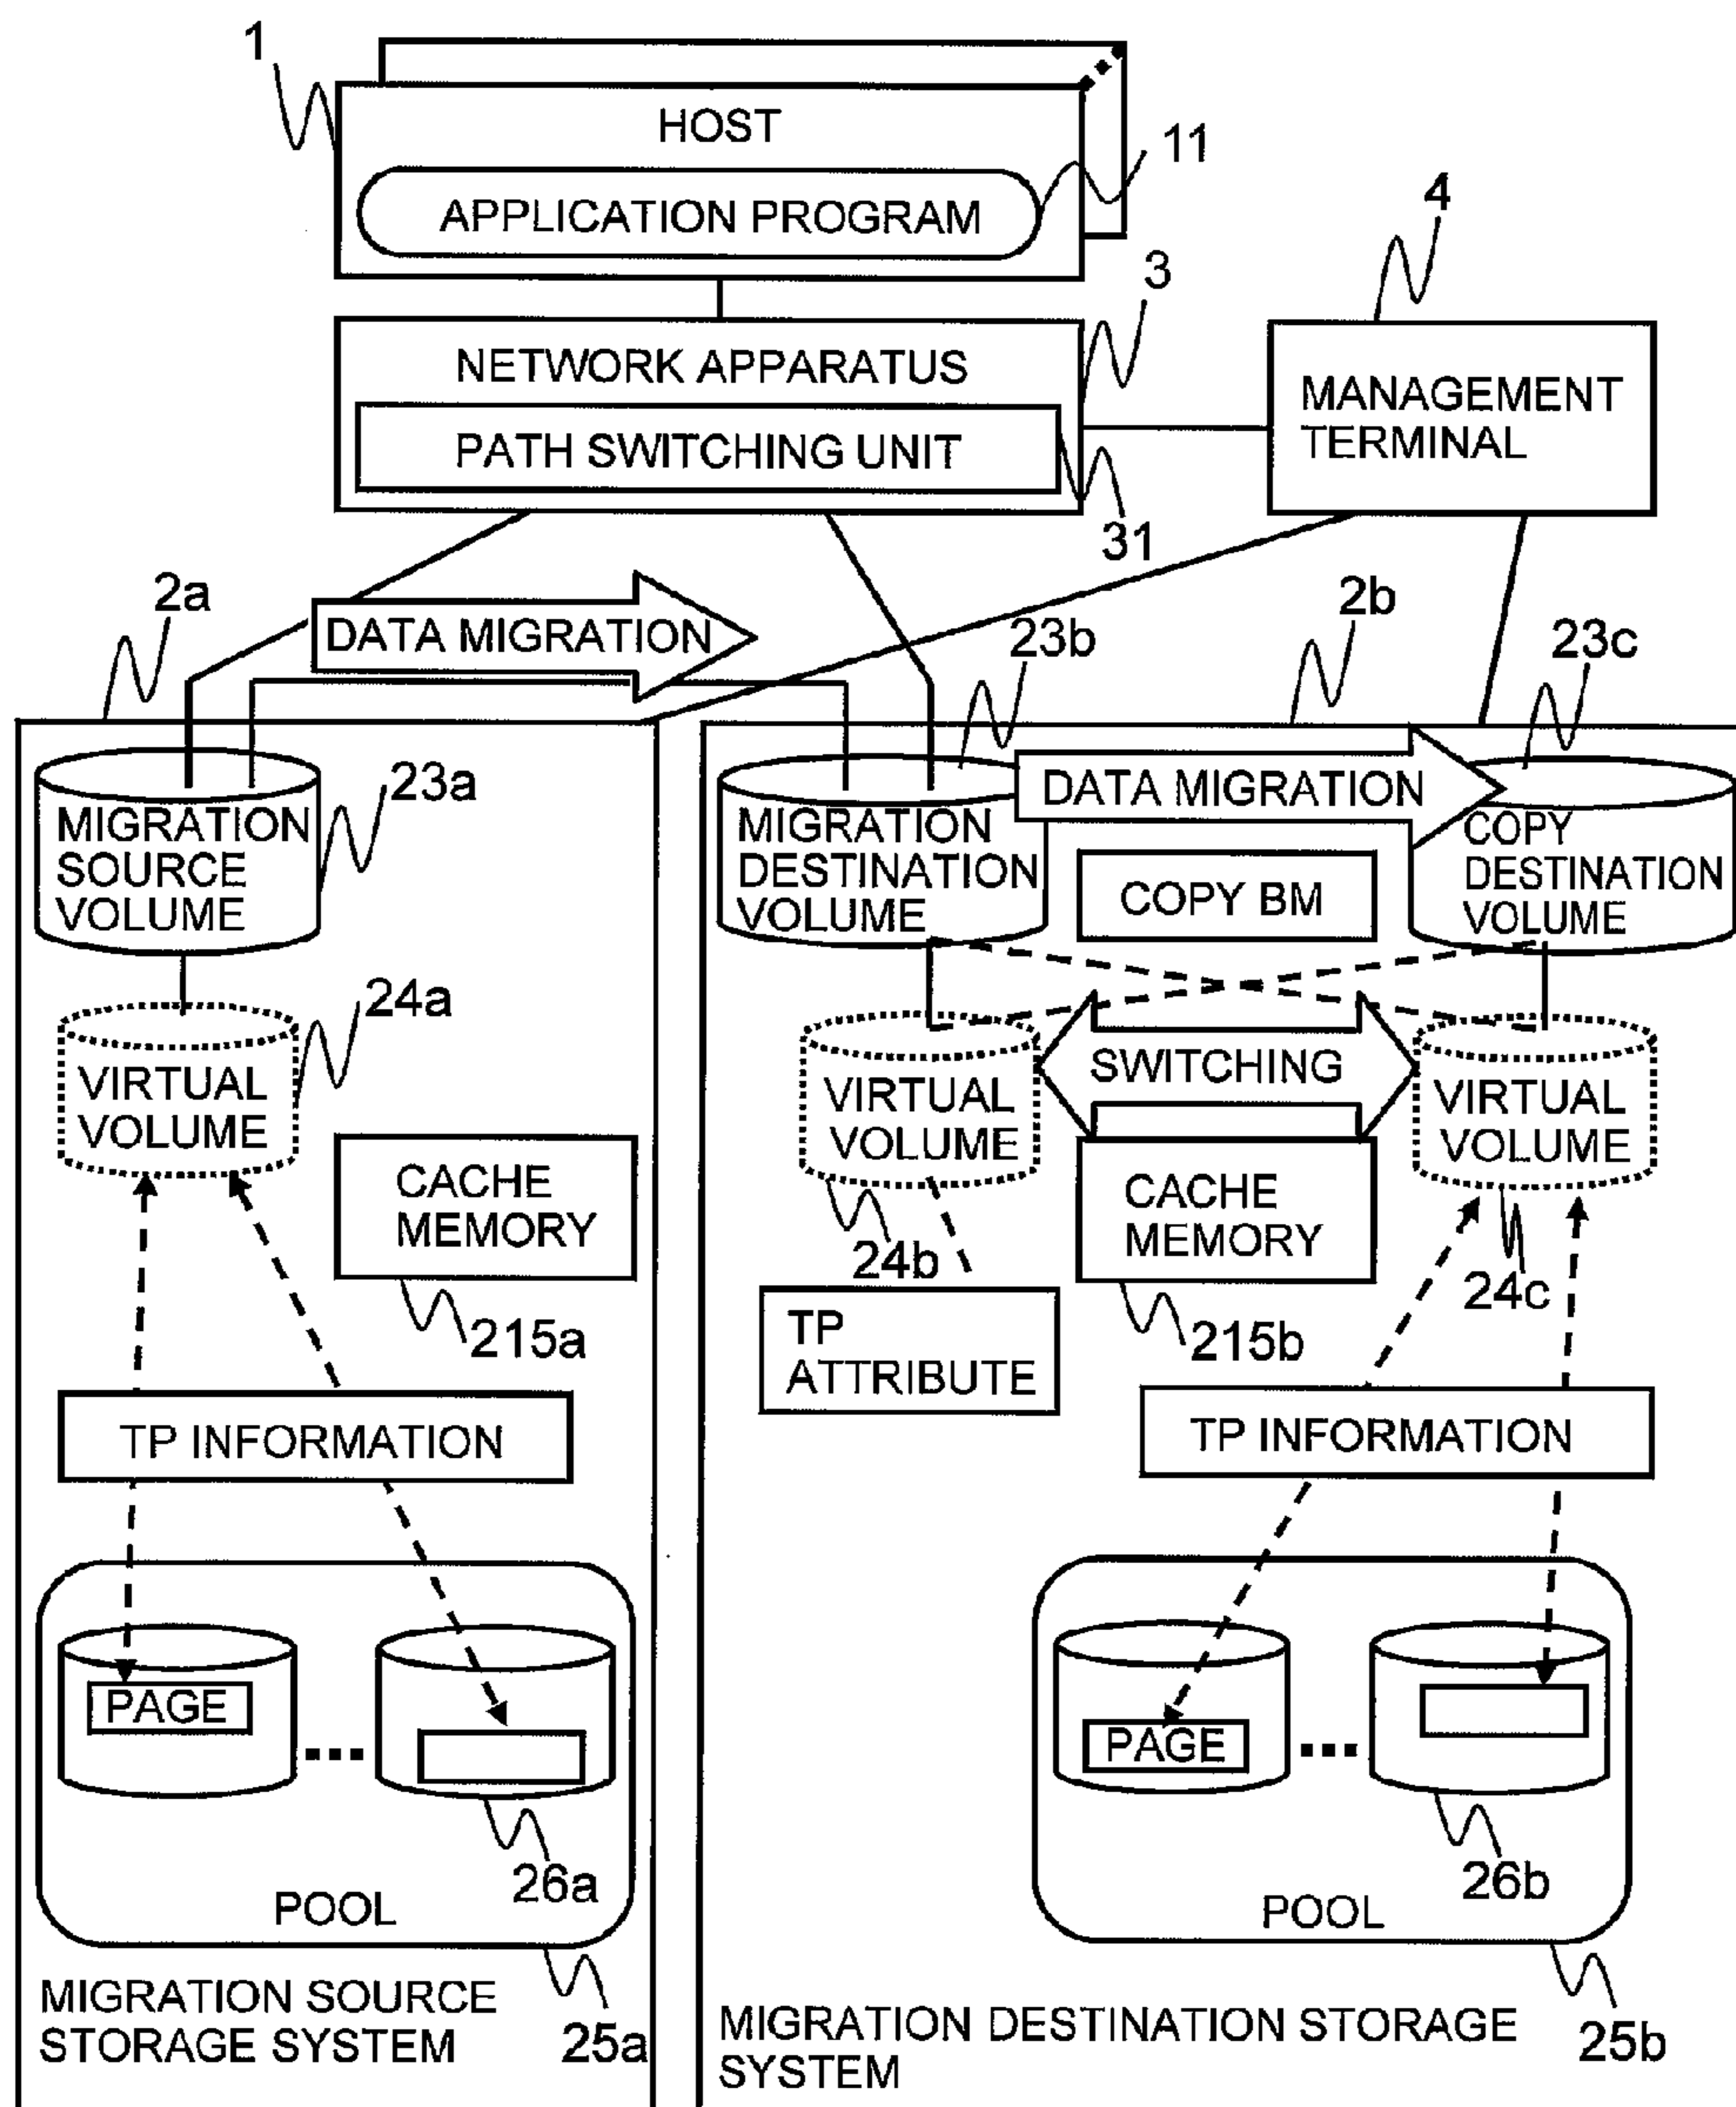 1
HOST
11
APPLICATION PROGRAM
4
3
NETWORK APPARATUS
MANAGEMENT
TERMINAL
PATH SWITCHING UNIT
31
2a
DATA MIGRATION
2b
23b
23c
23a
DATA MIGRATION
MIGRATION
SOURCE
VOLUME
MIGRATION
DESTINATION
VOLUME
COPY
DESTINATION
VOLUME
COPY BM
24a
VIRTUAL
VOLUME
SWITCHING
VIRTUAL
VOLUME
VIRTUAL
VOLUME
CACHE
MEMORY
CACHE
MEMORY
24b
24c
215a
215b
TP
ATTRIBUTE
TP INFORMATION
TP INFORMATION
PAGE
PAGE
26a
26b
POOL
POOL
MIGRATION SOURCE
STORAGE SYSTEM
25a
MIGRATION DESTINATION STORAGE
SYSTEM
25b